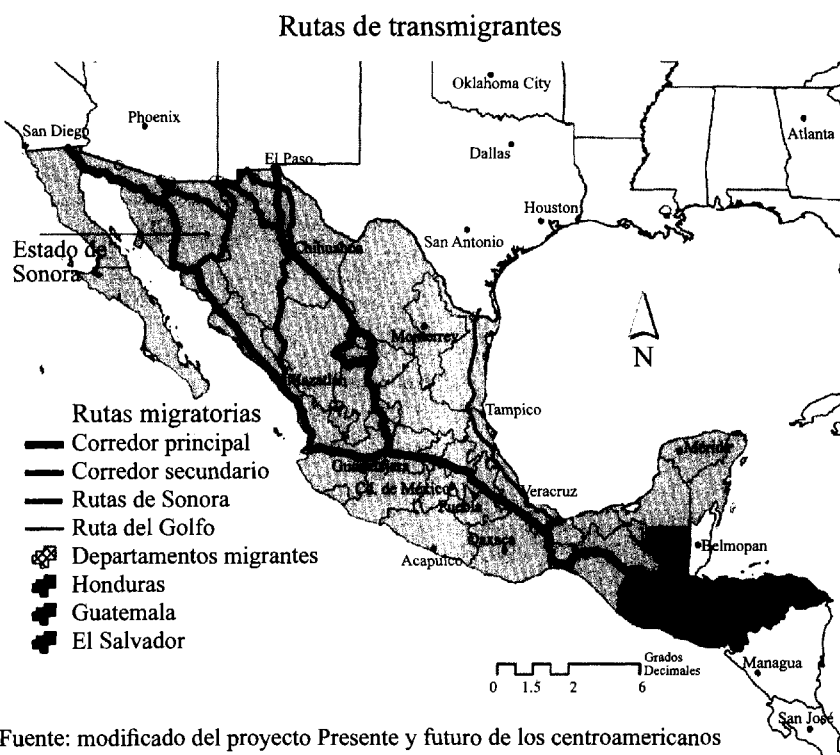 Rutas de transmigrantes
Oklahoma City
Phoenix
San Diego
Atlanta
El Paso
Dallas
Houston
San Antonio
Estado de
Sonora
Chihuahua
Monterrey
N
Mazatlán
Tampico
Rutas migratorias
Corredor principal
Corredor secundario
Rutas de Sonora
Ruta del Golfo
Departamentos migrantes
Honduras
Guatemala
El Salvador
Mérida
Guadalajara
Cd. de México
Veracruz
Puebla
Oaxaca
Acapulco
Belmopan
Managua
San José
Grados
Decimales
0 1.5 2 6
Fuente: modificado del proyecto Presente y futuro de los centroamericanos